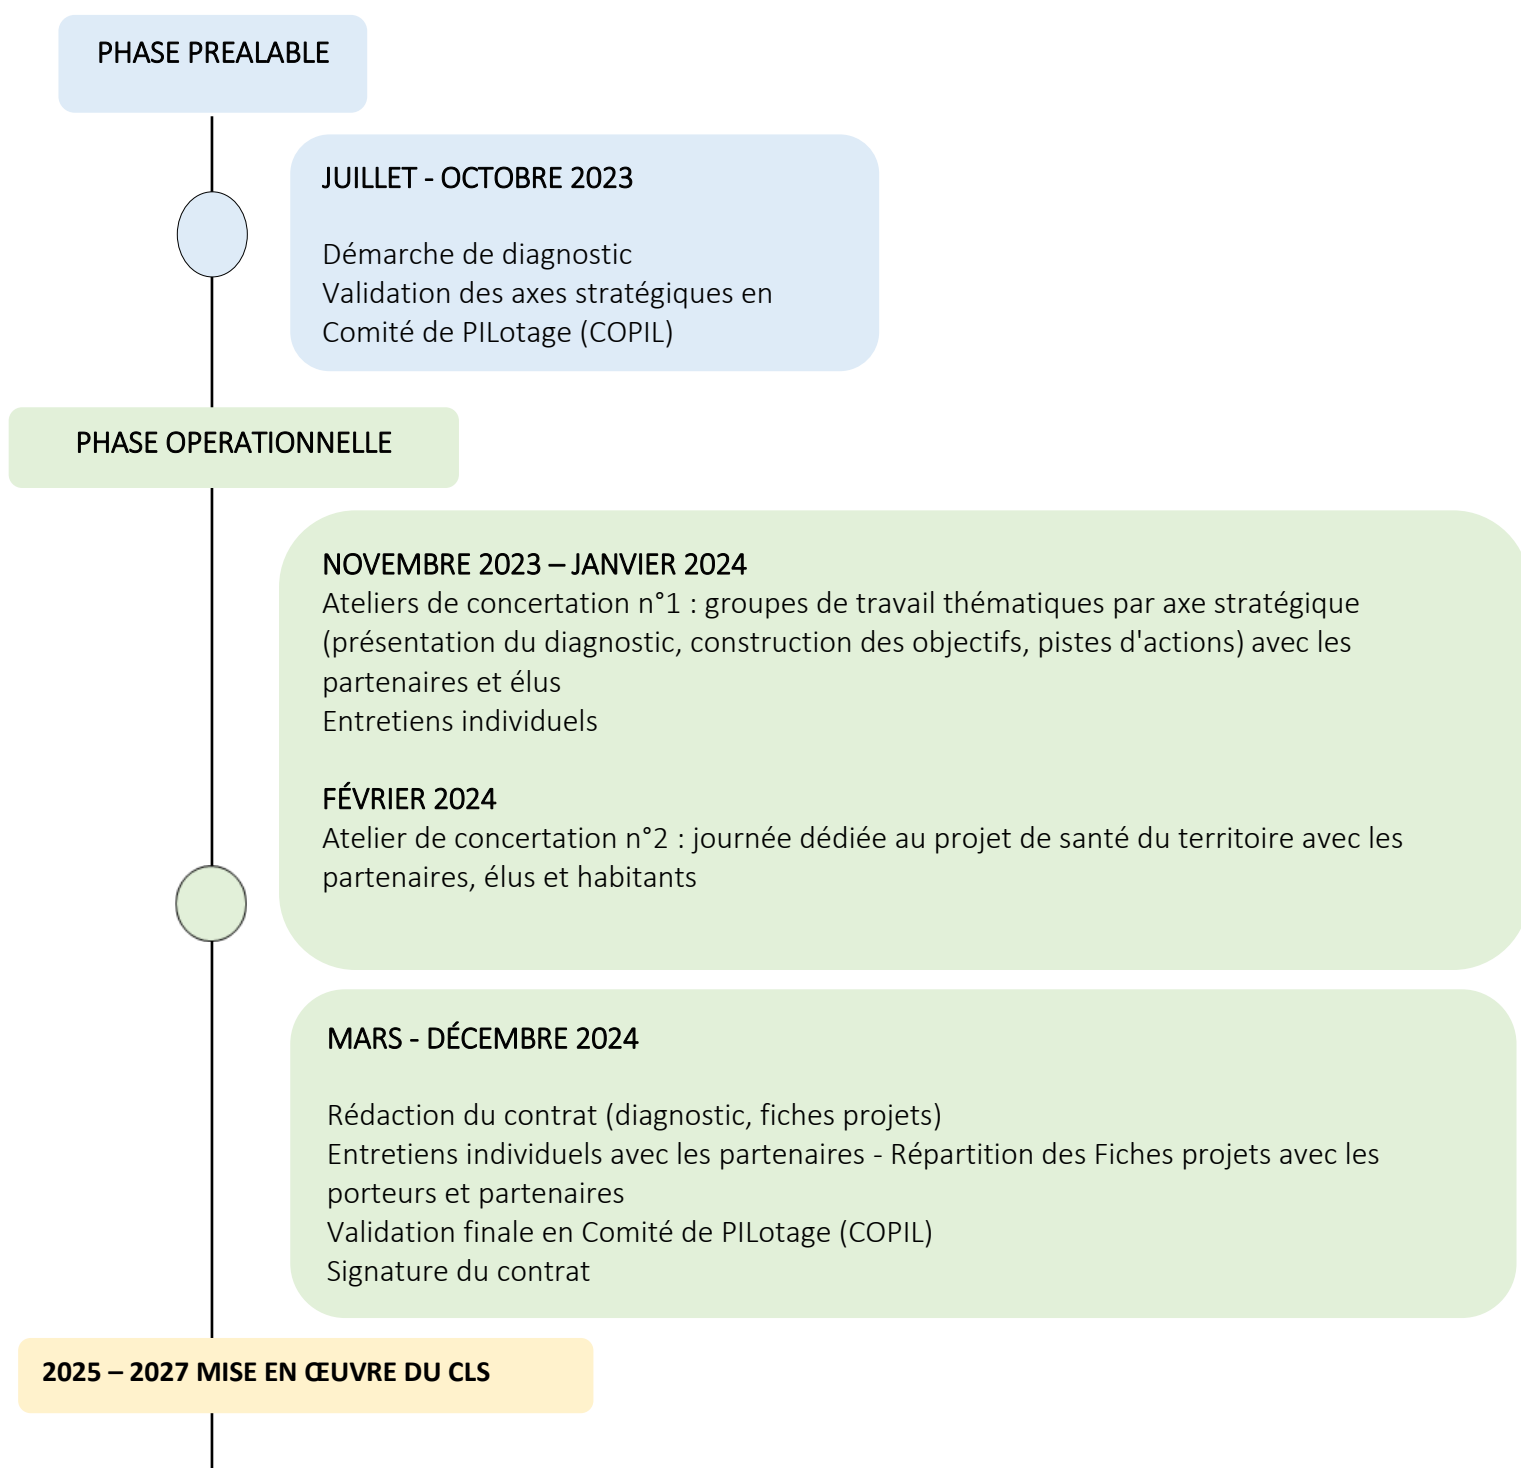 PHASE PREALABLE
JUILLET - OCTOBRE 2023
Démarche de diagnostic
Validation des axes stratégiques en
Comité de PILotage (COPIL)
PHASE OPERATIONNELLE
NOVEMBRE 2023 – JANVIER 2024
Ateliers de concertation n°1 : groupes de travail thématiques par axe stratégique
(présentation du diagnostic, construction des objectifs, pistes d'actions) avec les
partenaires et élus
Entretiens individuels
FÉVRIER 2024
Atelier de concertation n°2 : journée dédiée au projet de santé du territoire avec les
partenaires, élus et habitants
MARS - DÉCEMBRE 2024
Rédaction du contrat (diagnostic, fiches projets)
Entretiens individuels avec les partenaires - Répartition des Fiches projets avec les
porteurs et partenaires
Validation finale en Comité de PILotage (COPIL)
Signature du contrat
2025 – 2027 MISE EN ŒUVRE DU CLS